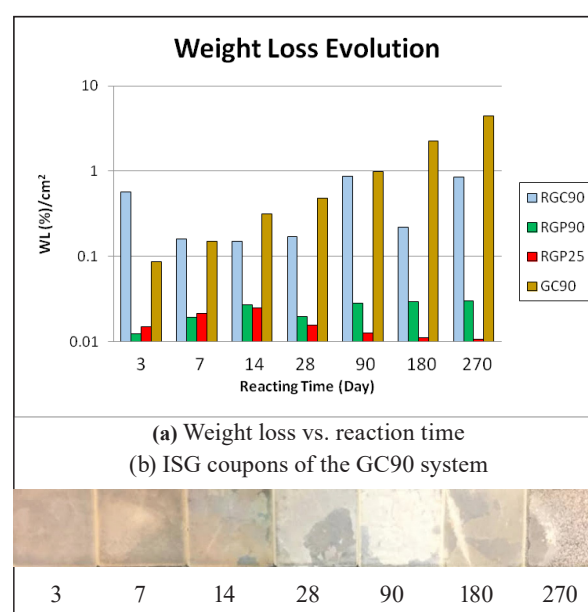 Weight Loss Evolution
10
1
0.1
0.01
WL (%)/cm²
3 7 14 28 90 180 270
Reacting Time (Day)
RGC90
RGP90
RGP25
GC90
(a) Weight loss vs. reaction time
(b) ISG coupons of the GC90 system
3 7 14 28 90 180 270